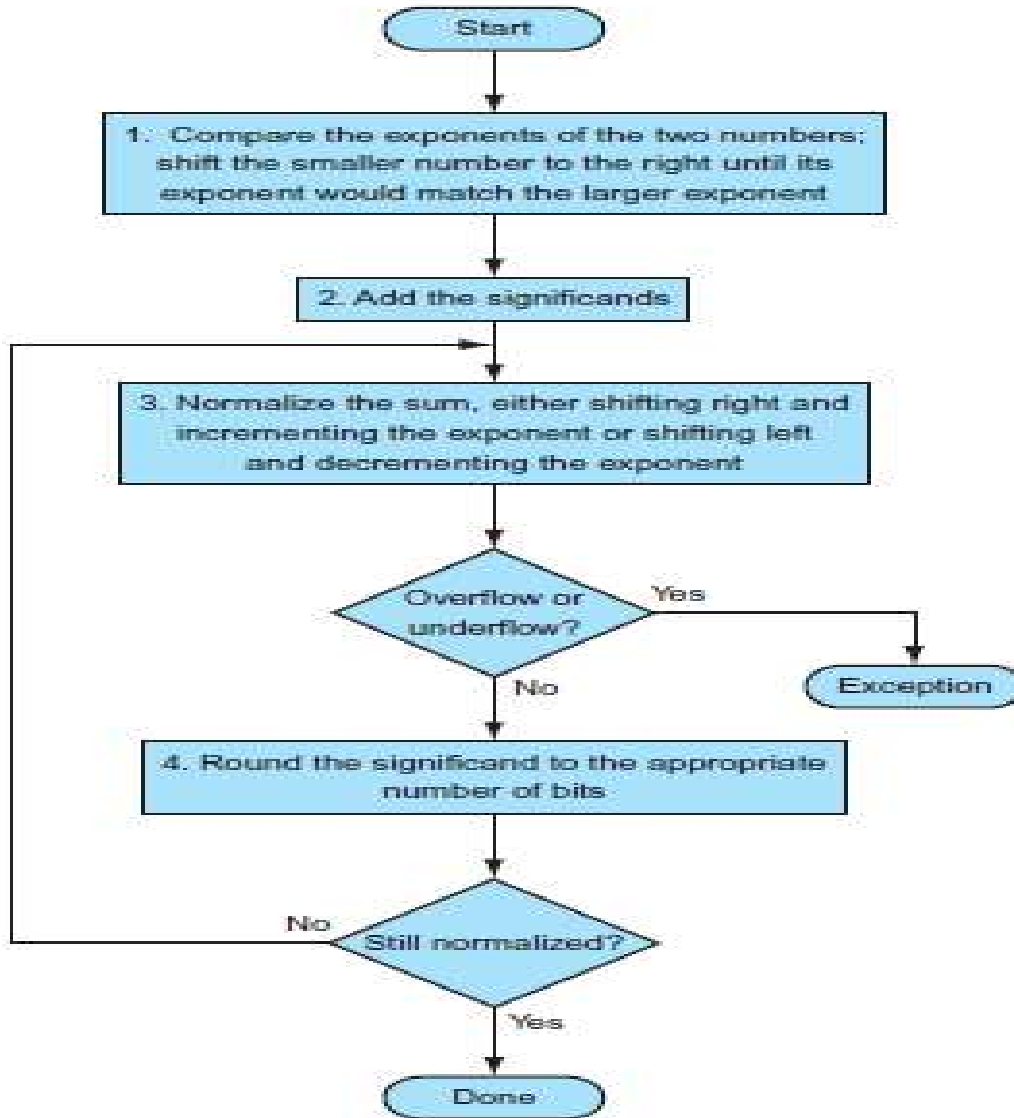 Start
1. Compare the exponents of the two numbers;
shift the smaller number to the right until its
exponent would match the larger exponent
2. Add the significands
3. Normalize the sum, either shifting right and
incrementing the exponent or shifting left
and decrementing the exponent
Overflow or
underflow?
Yes
No
Exception
4. Round the significand to the appropriate
number of bits
Still normalized?
No
Yes
Done